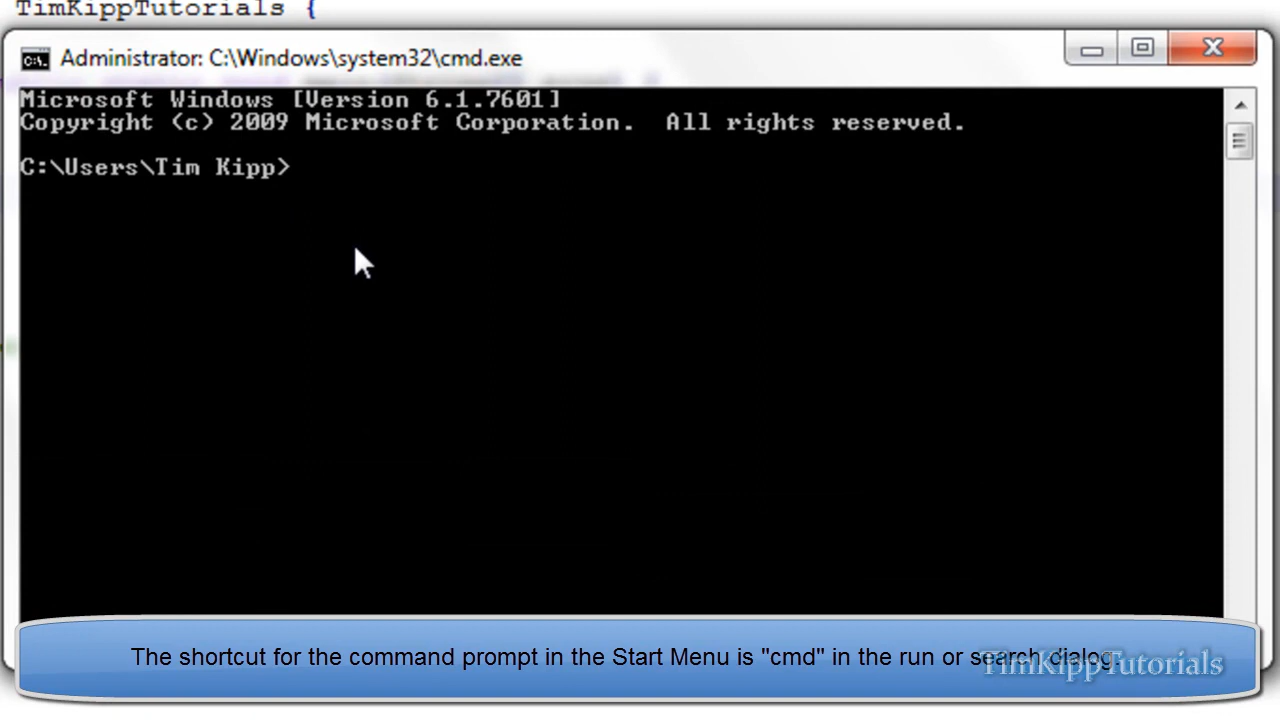 TimKippTutorials {
Administrator: C:\Windows\system32\cmd.exe
Microsoft Windows [Version 6.1.7601]
Copyright (c) 2009 Microsoft Corporation.  All rights reserved.
C:\Users\Tim Kipp>
The shortcut for the command prompt in the Start Menu is "cmd" in the run or search dialog.
TimKippTutorials